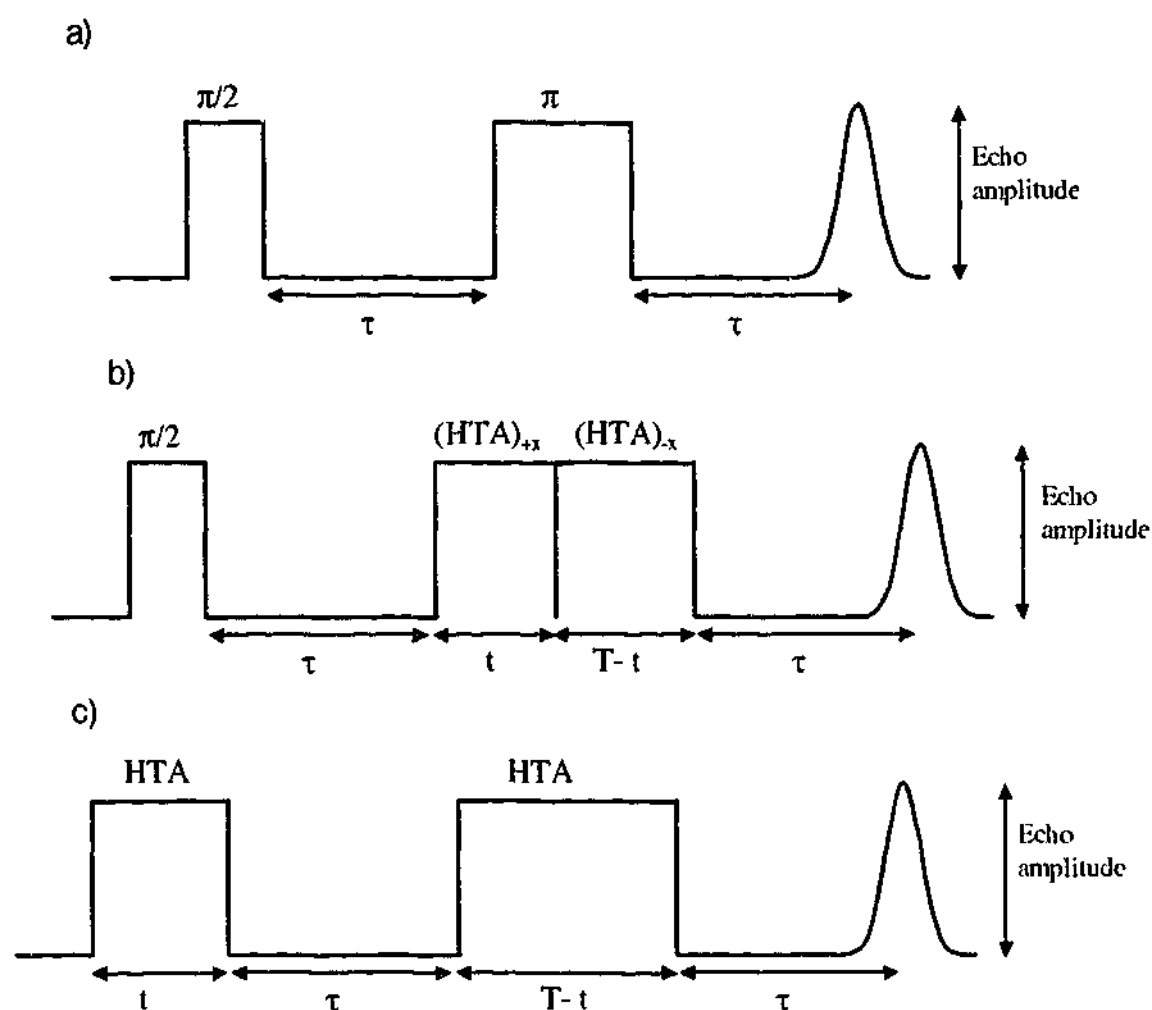 a)
π/2 π
Echo
amplitude
τ τ
b)
π/2 (HTA)+x (HTA)-x
Echo
amplitude
τ t T- t τ
c)
HTA HTA
Echo
amplitude
t τ T- t τ